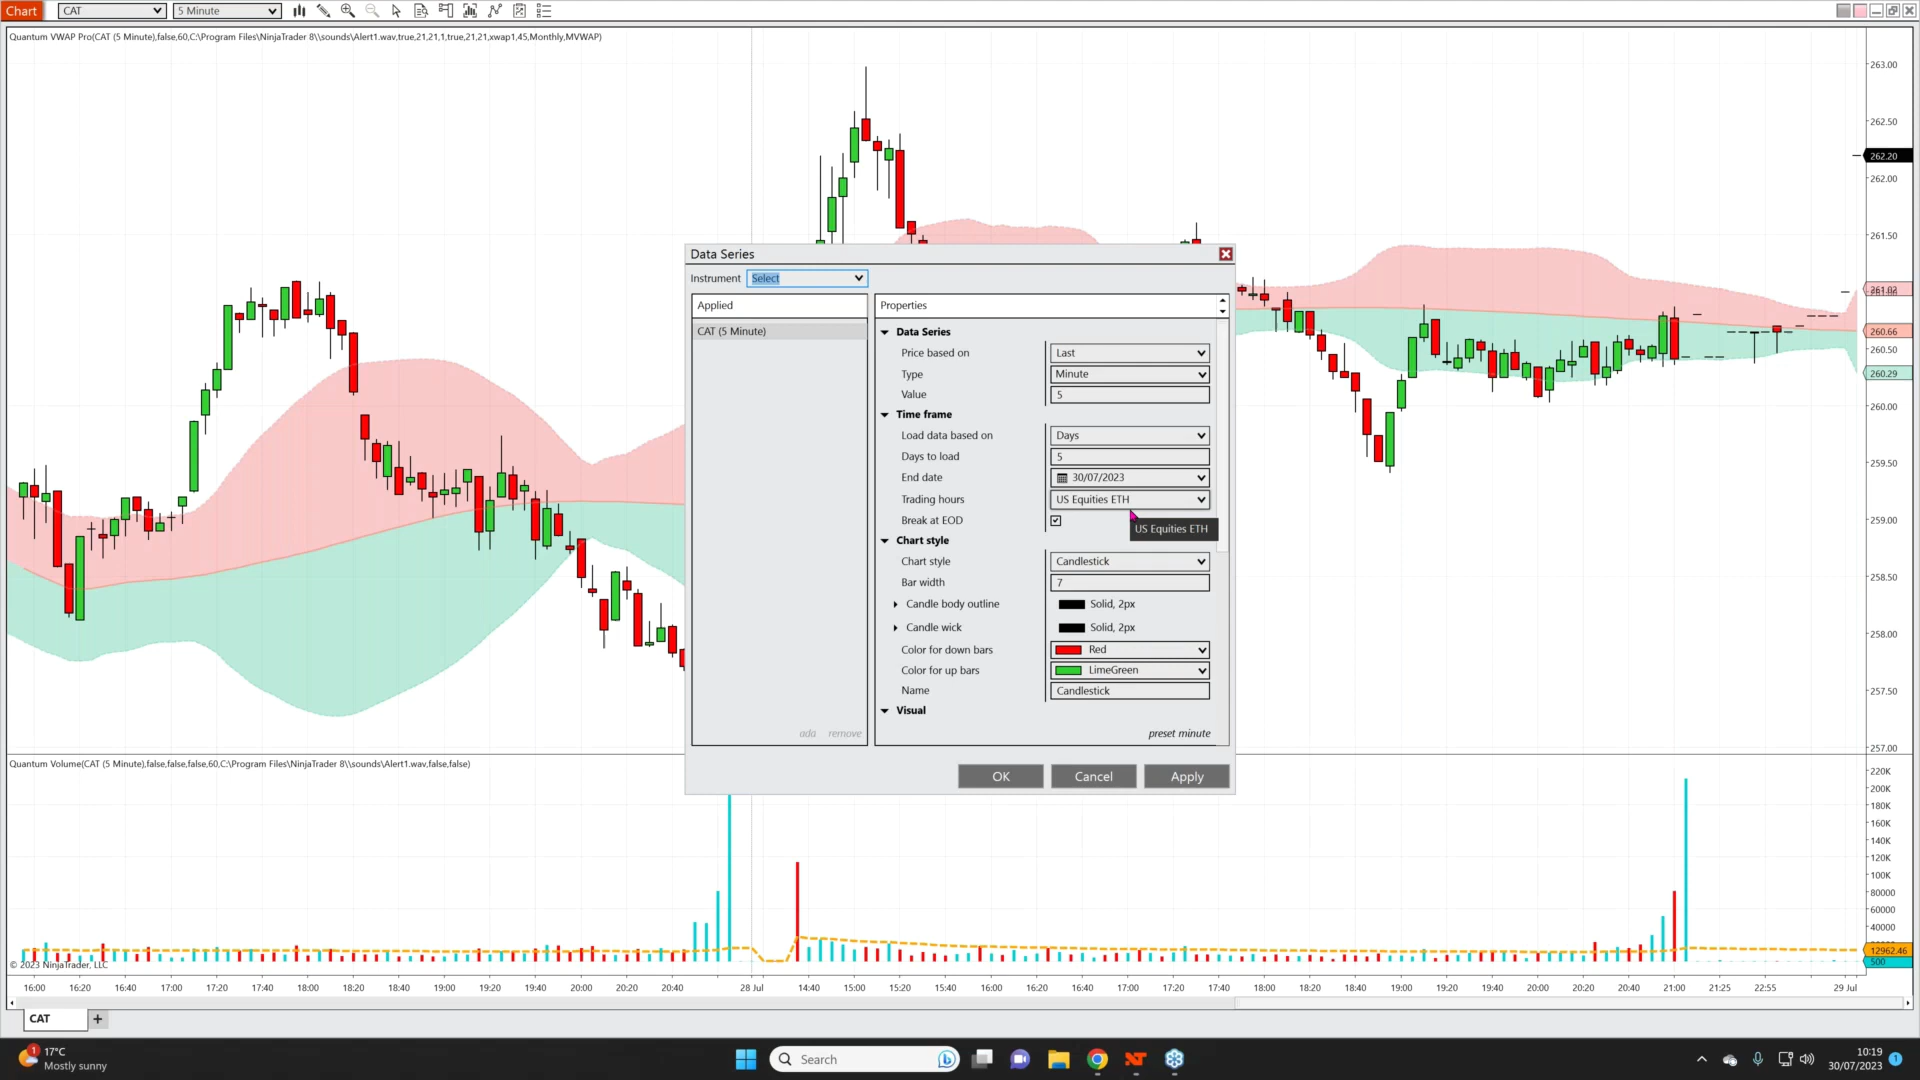 Chart CAT 5 Minute
Quantum VWAP Pro(CAT (5 Minute),false,60,C:\Program Files\NinjaTrader 8\\sounds\Alert1.wav,true,21,21,1,true,21,21,xwap1,45,Monthly,MVWAP)
263.00
262.50
262.20
262.00
261.50
261.02
260.66
260.50
260.29
260.00
259.50
259.00
258.50
258.00
257.50
257.00
Data Series
Instrument Select
Applied
CAT (5 Minute)
add remove
Properties
Data Series
Price based on Last
Type Minute
Value 5
Time frame
Load data based on Days
Days to load 5
End date 30/07/2023
Trading hours US Equities ETH
Break at EOD
US Equities ETH
Chart style
Chart style Candlestick
Bar width 7
Candle body outline Solid, 2px
Candle wick Solid, 2px
Color for down bars Red
Color for up bars LimeGreen
Name Candlestick
Visual
preset minute
OK Cancel Apply
Quantum Volume(CAT (5 Minute),false,false,false,60,C:\Program Files\NinjaTrader 8\\sounds\Alert1.wav,false,false)
220K
200K
180K
160K
140K
120K
100K
80000
60000
40000
12962.46
500
© 2023 NinjaTrader, LLC
16:00 16:20 16:40 17:00 17:20 17:40 18:00 18:20 18:40 19:00 19:20 19:40 20:00 20:20 20:40 28 Jul 14:40 15:00 15:20 15:40 16:00 16:20 16:40 17:00 17:20 17:40 18:00 18:20 18:40 19:00 19:20 19:40 20:00 20:20 20:40 21:00 21:25 22:55 29 Jul
CAT +
1
17°C
Mostly sunny
Search
10:19
30/07/2023
1